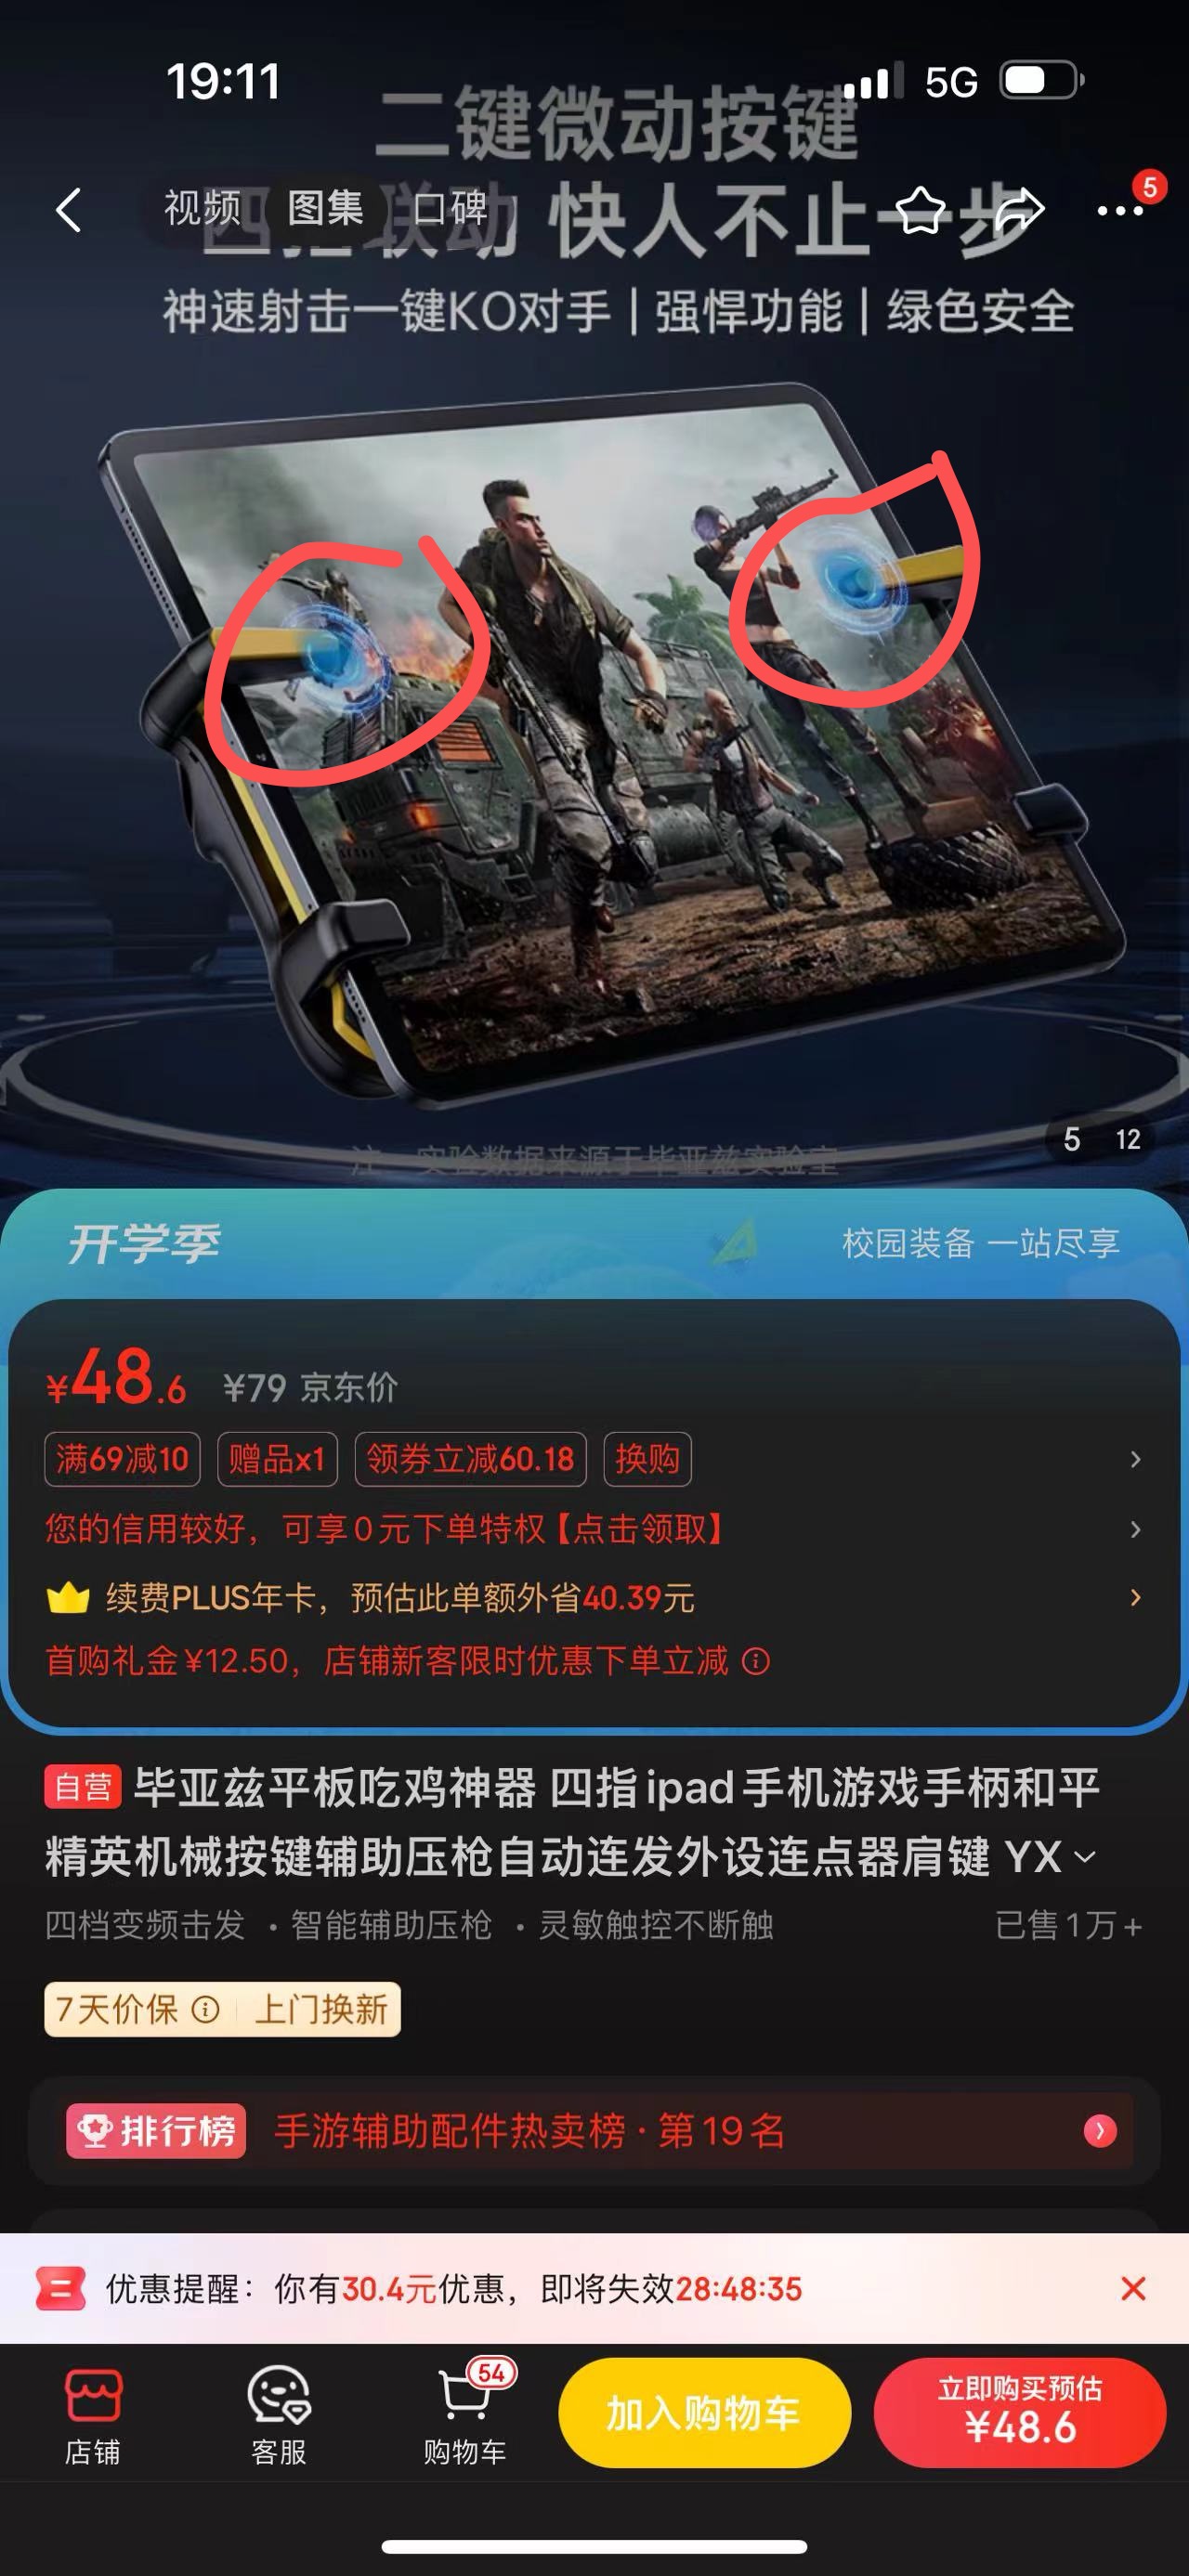 19:11
5G
二键微动按键
视频 图集 口碑
5
四指联动 快人不止一步
神速射击一键KO对手 | 强悍功能 | 绿色安全
5 12
注：实验数据来源于毕亚兹实验室
开学季
校园装备 一站尽享
¥48.6 ¥79 京东价
满69减10 赠品x1 领券立减60.18 换购
您的信用较好，可享0元下单特权【点击领取】
续费PLUS年卡，预估此单额外省40.39元
首购礼金¥12.50，店铺新客限时优惠下单立减
自营 毕亚兹平板吃鸡神器 四指ipad手机游戏手柄和平
精英机械按键辅助压枪自动连发外设连点器肩键 YX
四档变频击发 · 智能辅助压枪 · 灵敏触控不断触 已售1万+
7天价保 上门换新
排行榜 手游辅助配件热卖榜 · 第19名
优惠提醒：你有30.4元优惠，即将失效28:48:35
店铺
客服
54
购物车
加入购物车
立即购买预估
¥48.6